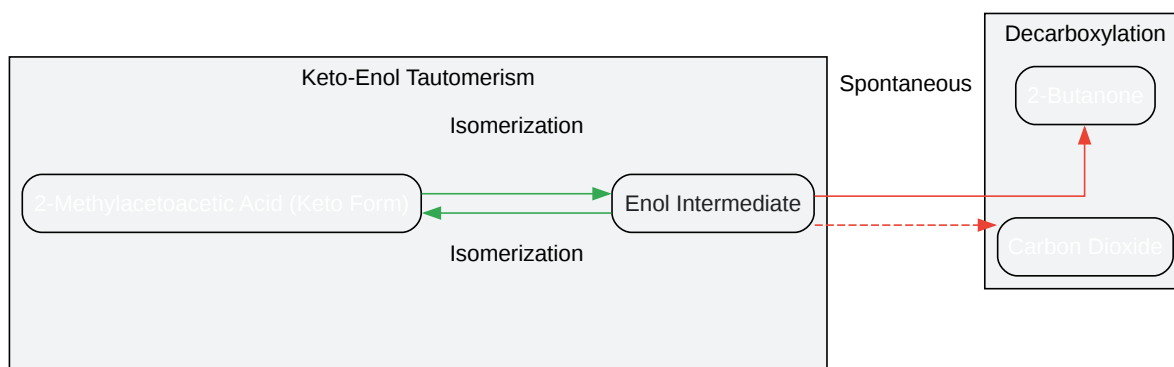 Decarboxylation
Keto-Enol Tautomerism
Spontaneous
2-Butanone
Isomerization
2-Methylacetoacetic Acid (Keto Form)
Enol Intermediate
Carbon Dioxide
Isomerization